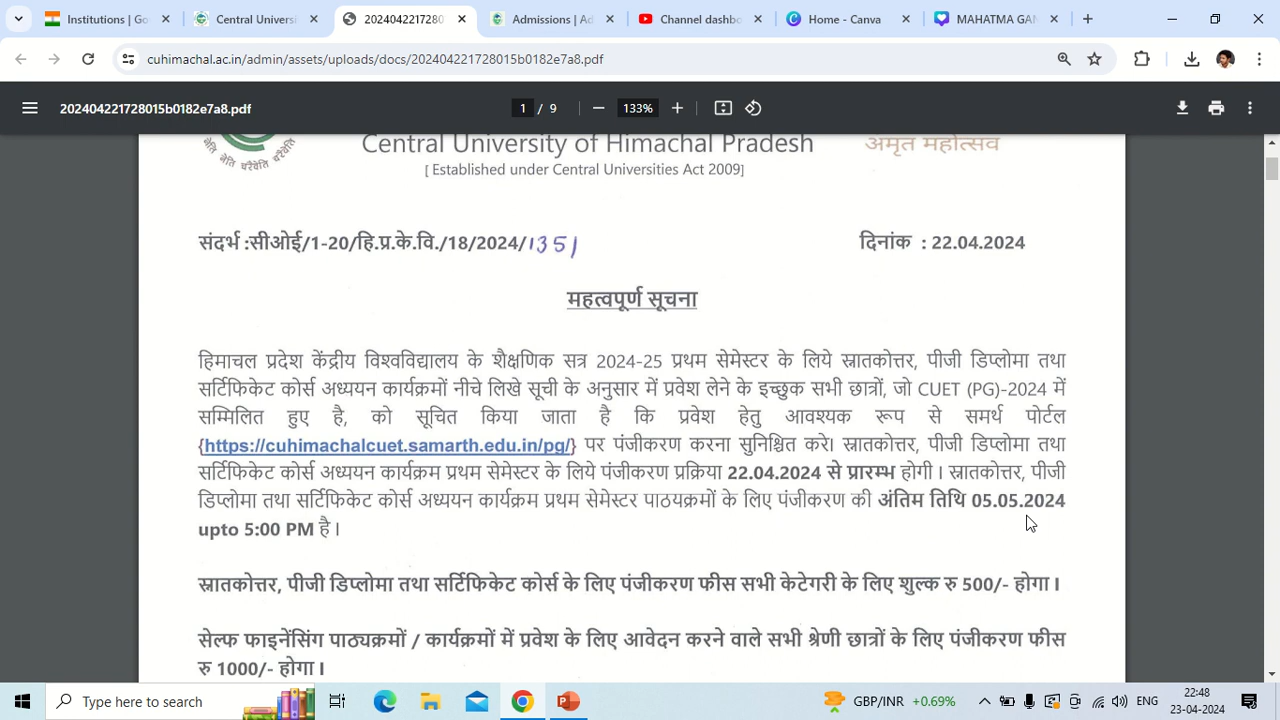 Institutions | Go
Central Universi
2024042217280
Admissions | Ad
Channel dashbo
Home - Canva
MAHATMA GAN
cuhimachal.ac.in/admin/assets/uploads/docs/202404221728015b0182e7a8.pdf
202404221728015b0182e7a8.pdf
1 / 9
133%
नेति नेति चरैवेति चरैवेति
Central University of Himachal Pradesh
अमृत महोत्सव
[ Established under Central Universities Act 2009]
संदर्भ :सीओई/1-20/हि.प्र.के.वि./18/2024/1351
दिनांक : 22.04.2024
महत्वपूर्ण सूचना
हिमाचल प्रदेश केंद्रीय विश्वविद्यालय के शैक्षणिक सत्र 2024-25 प्रथम सेमेस्टर के लिये स्नातकोत्तर, पीजी डिप्लोमा तथा
सर्टिफिकेट कोर्स अध्ययन कार्यक्रमों नीचे लिखे सूची के अनुसार में प्रवेश लेने के इच्छुक सभी छात्रों, जो CUET (PG)-2024 में
सम्मिलित हुए है, को सूचित किया जाता है कि प्रवेश हेतु आवश्यक रूप से समर्थ पोर्टल
{https://cuhimachalcuet.samarth.edu.in/pg/} पर पंजीकरण करना सुनिश्चित करे। स्नातकोत्तर, पीजी डिप्लोमा तथा
सर्टिफिकेट कोर्स अध्ययन कार्यक्रम प्रथम सेमेस्टर के लिये पंजीकरण प्रक्रिया 22.04.2024 से प्रारम्भ होगी । स्नातकोत्तर, पीजी
डिप्लोमा तथा सर्टिफिकेट कोर्स अध्ययन कार्यक्रम प्रथम सेमेस्टर पाठयक्रमों के लिए पंजीकरण की अंतिम तिथि 05.05.2024
upto 5:00 PM है ।
स्नातकोत्तर, पीजी डिप्लोमा तथा सर्टिफिकेट कोर्स के लिए पंजीकरण फीस सभी केटेगरी के लिए शुल्क रु 500/- होगा ।
सेल्फ फाइनेंसिंग पाठ्यक्रमों / कार्यक्रमों में प्रवेश के लिए आवेदन करने वाले सभी श्रेणी छात्रों के लिए पंजीकरण फीस
रु 1000/- होगा ।
Type here to search
GBP/INR +0.69%
ENG
22:48
23-04-2024